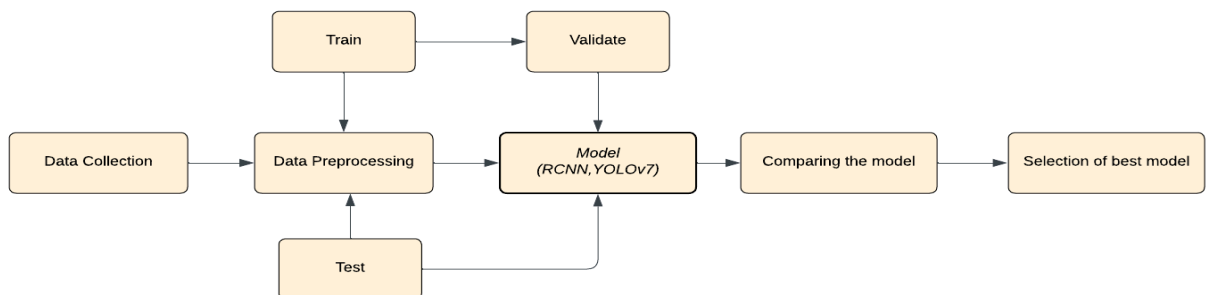 Train
Validate
Data Collection
Data Preprocessing
Model
(RCNN,YOLOv7)
Comparing the model
Selection of best model
Test